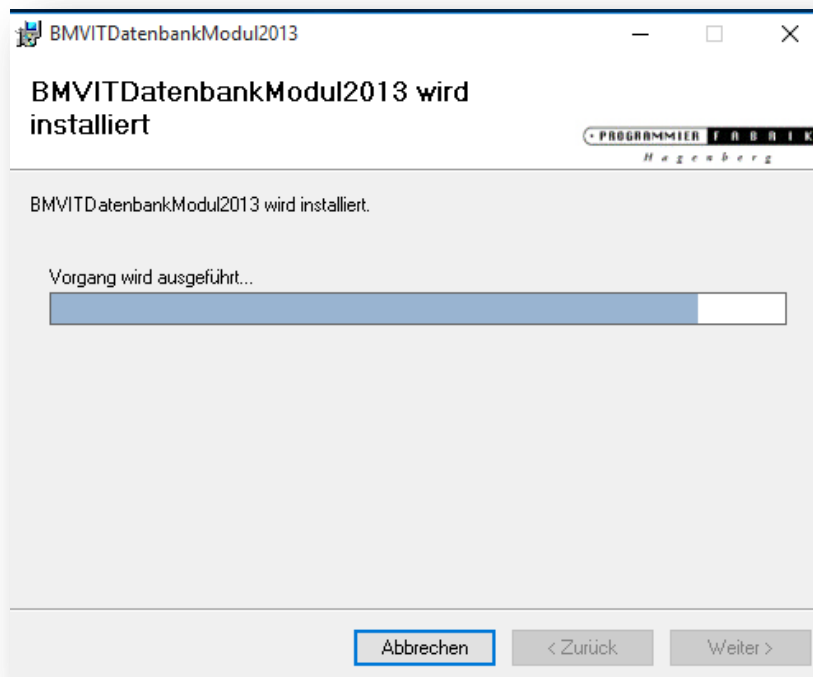 BMVITDatenbankModul2013
BMVITDatenbankModul2013 wird
installiert
PROGRAMMIER FABRIK
Hagenberg
BMVITDatenbankModul2013 wird installiert.
Vorgang wird ausgeführt...
Abbrechen
< Zurück
Weiter >